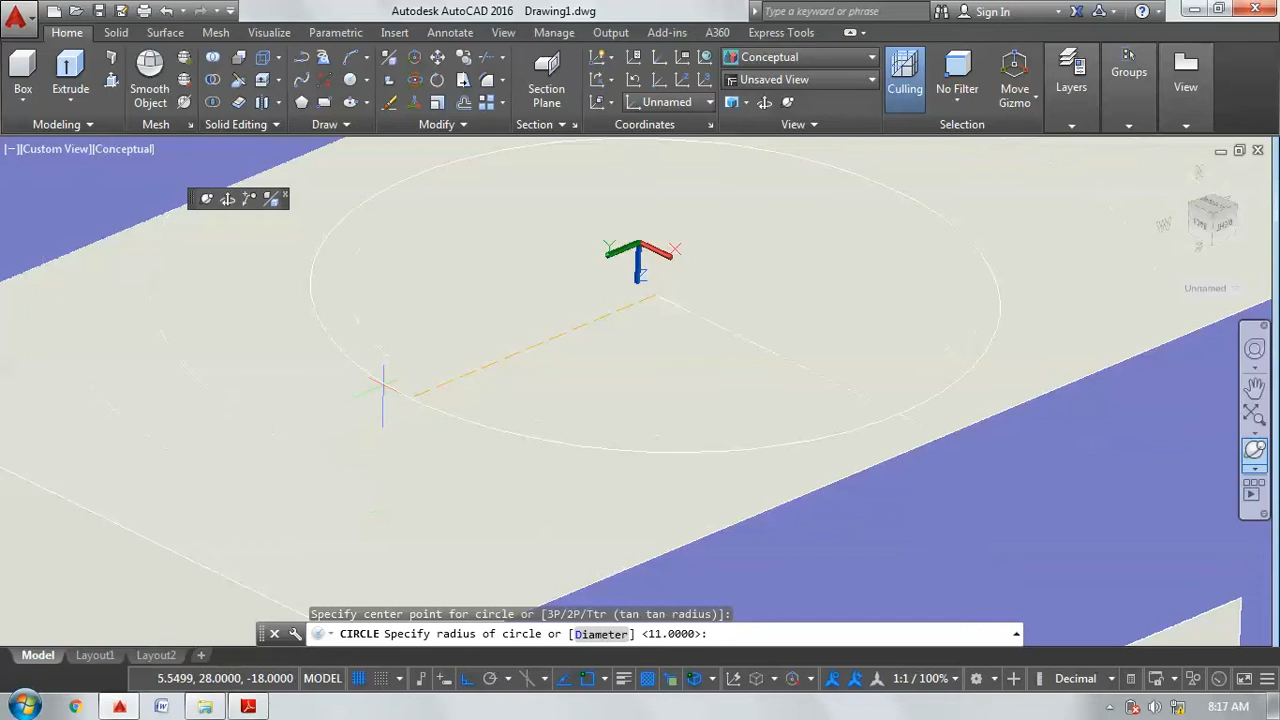 Autodesk AutoCAD 2016 Drawing1.dwg
Type a keyword or phrase
Sign In
Home Solid Surface Mesh Visualize Parametric Insert Annotate View Manage Output Add-ins A360 Express Tools
Conceptual
Unsaved View
Unnamed
Box Extrude Smooth Object Section Plane Culling No Filter Move Gizmo Layers Groups View
Modeling Mesh Solid Editing Draw Modify Section Coordinates View Selection
[−][Custom View][Conceptual]
Y X
Z
Unnamed
Specify center point for circle or [3P/2P/Ttr (tan tan radius)]:
CIRCLE Specify radius of circle or [Diameter] <11.0000>:
Model Layout1 Layout2 +
5.5499, 28.0000, -18.0000 MODEL 1:1 / 100% Decimal
8:17 AM